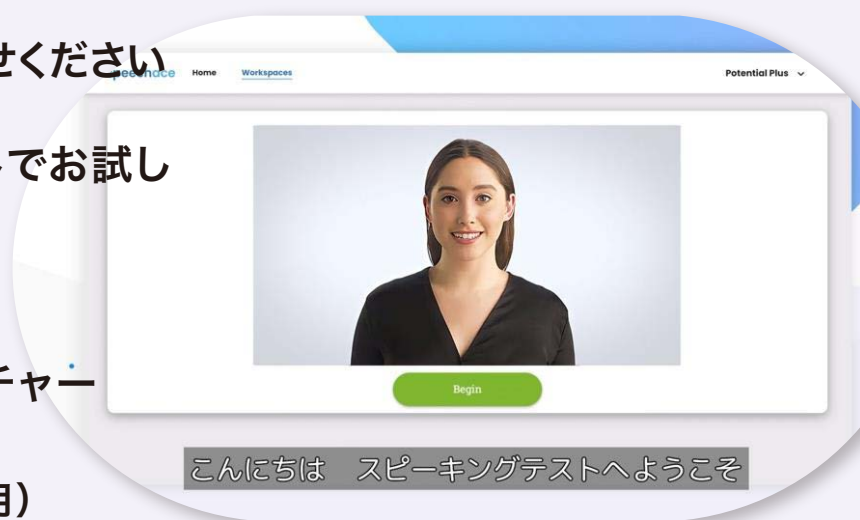 せください
peechace Home Workspaces Potential Plus
でお試し
チャー
Begin
こんにちは スピーキングテストへようこそ